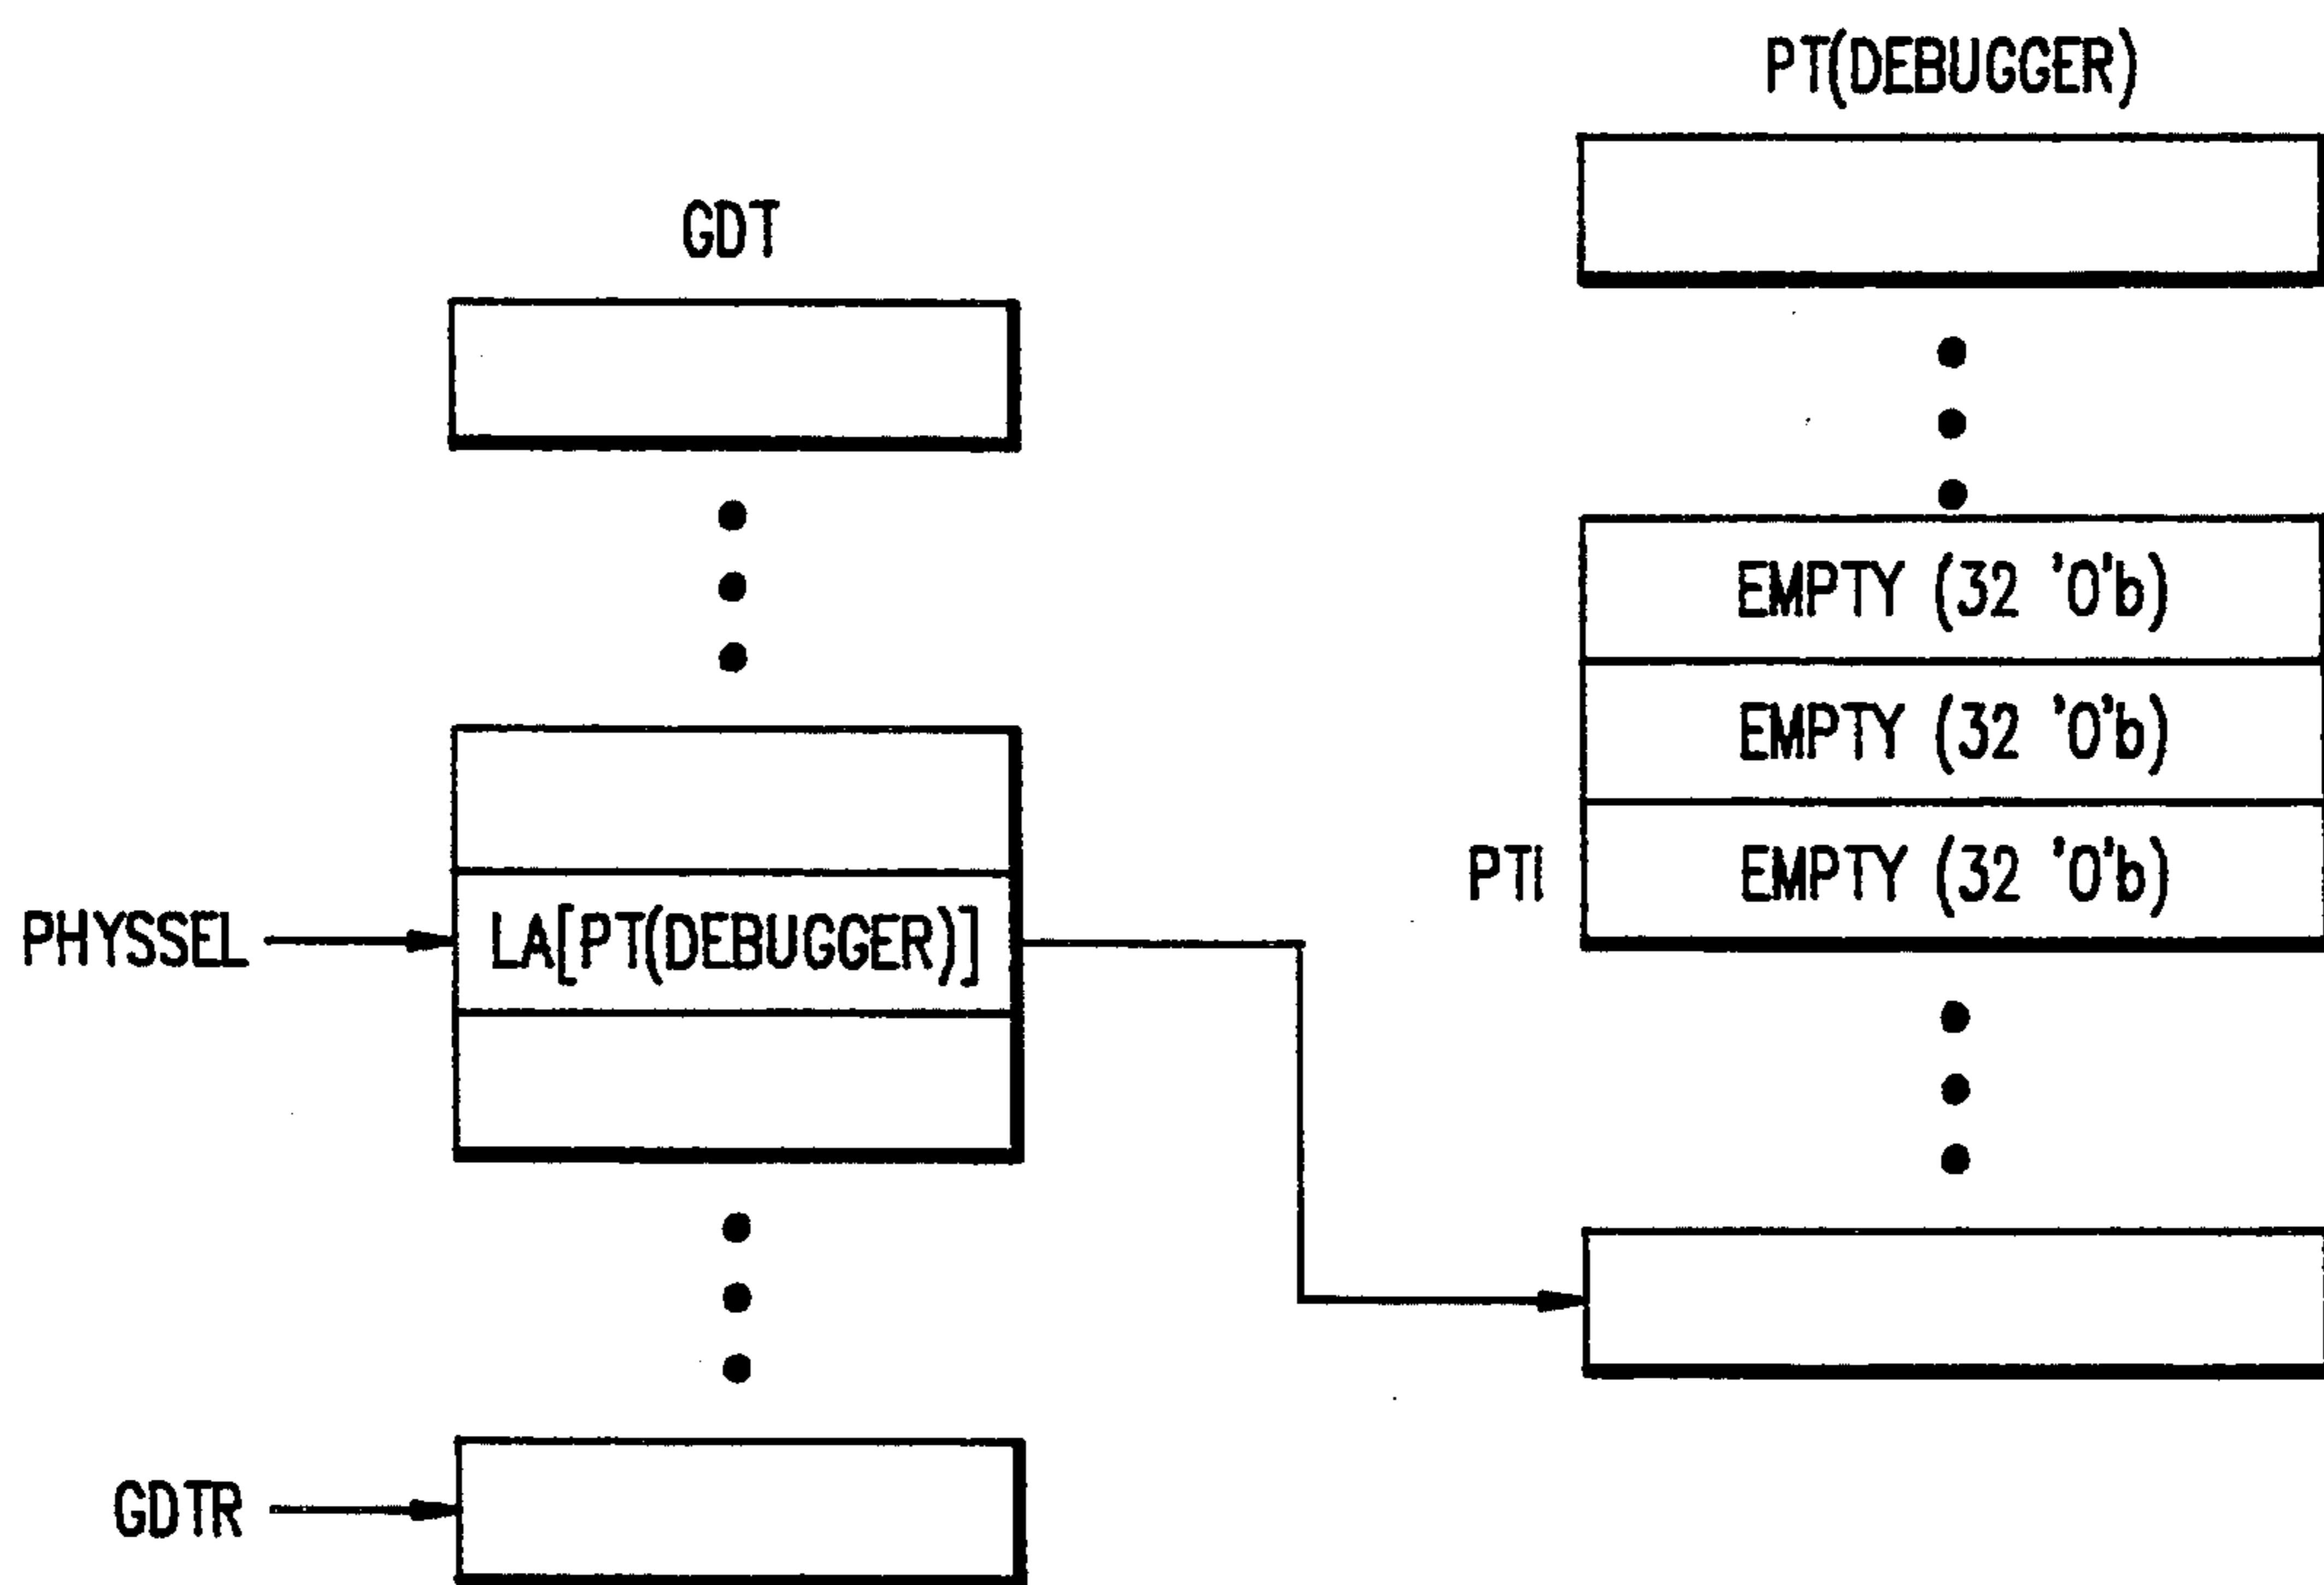 PT(DEBUGGER)
GDT
EMPTY (32 '0'b)
EMPTY (32 '0'b)
PTI
EMPTY (32 '0'b)
PHYSSEL
LA[PT(DEBUGGER)]
GDTR